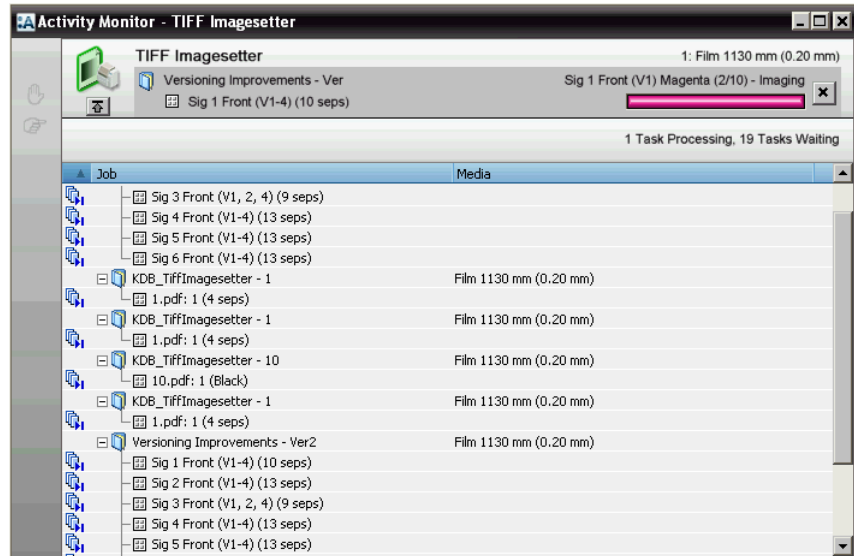 Activity Monitor - TIFF Imagesetter
TIFF Imagesetter
1: Film 1130 mm (0.20 mm)
Versioning Improvements - Ver
Sig 1 Front (V1) Magenta (2/10) - Imaging
Sig 1 Front (V1-4) (10 seps)
1 Task Processing, 19 Tasks Waiting
Job Media
Sig 3 Front (V1, 2, 4) (9 seps)
Sig 4 Front (V1-4) (13 seps)
Sig 5 Front (V1-4) (13 seps)
Sig 6 Front (V1-4) (13 seps)
KDB_TiffImagesetter - 1 Film 1130 mm (0.20 mm)
1.pdf: 1 (4 seps)
KDB_TiffImagesetter - 1 Film 1130 mm (0.20 mm)
1.pdf: 1 (4 seps)
KDB_TiffImagesetter - 10 Film 1130 mm (0.20 mm)
10.pdf: 1 (Black)
KDB_TiffImagesetter - 1 Film 1130 mm (0.20 mm)
1.pdf: 1 (4 seps)
Versioning Improvements - Ver2 Film 1130 mm (0.20 mm)
Sig 1 Front (V1-4) (10 seps)
Sig 2 Front (V1-4) (13 seps)
Sig 3 Front (V1, 2, 4) (9 seps)
Sig 4 Front (V1-4) (13 seps)
Sig 5 Front (V1-4) (13 seps)